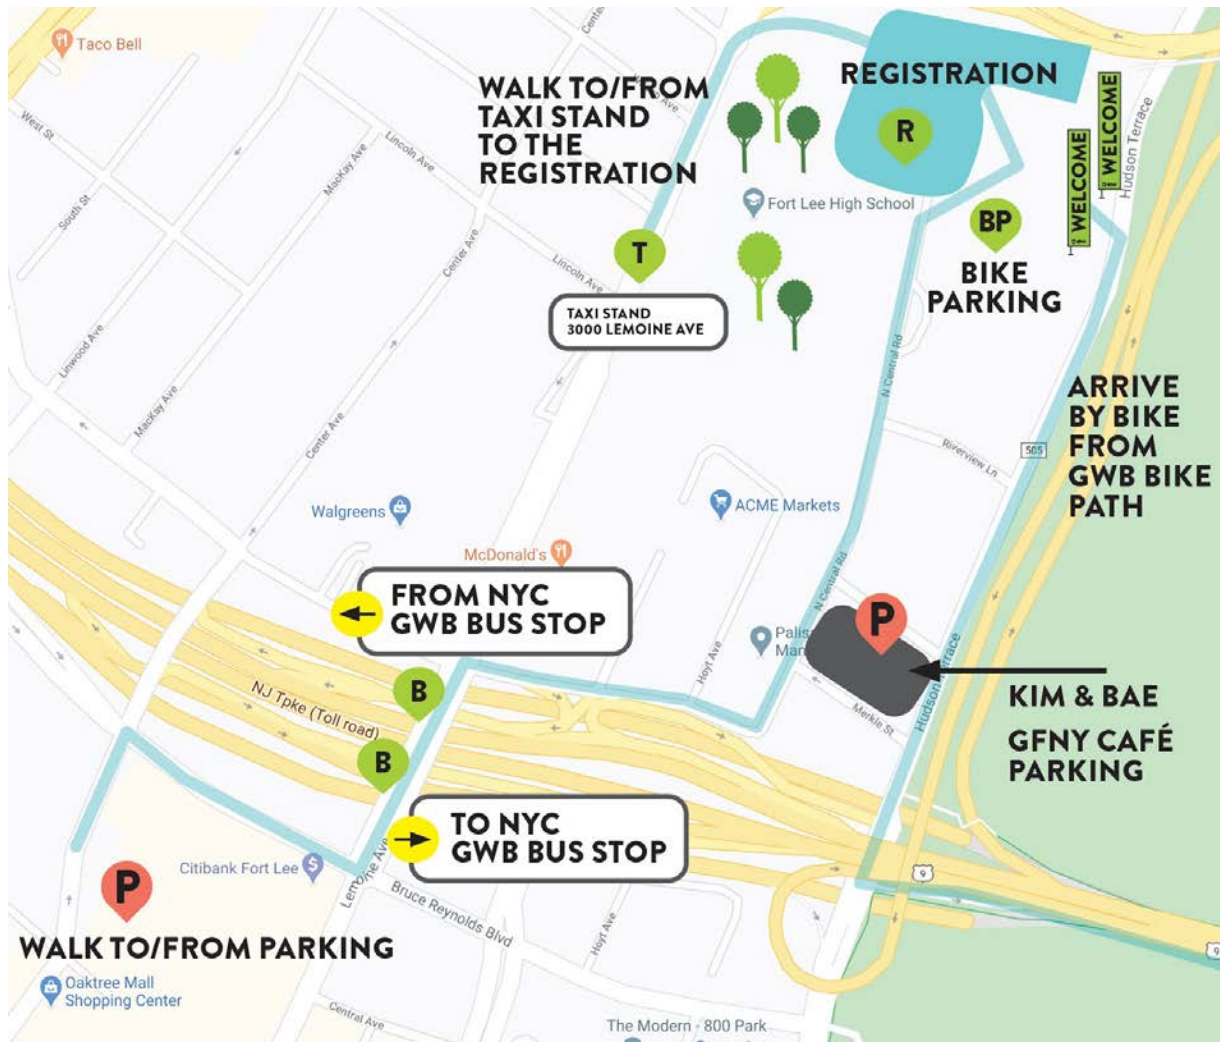 Taco Bell
Center Ave
WALK TO/FROM
TAXI STAND
TO THE
REGISTRATION
REGISTRATION
R
WELCOME
WELCOME
Hudson Terrace
West St
Lincoln Ave
MacKay Ave
South St
Fort Lee High School
BP
BIKE
PARKING
T
Center Ave
Lincoln Ave
TAXI STAND
3000 LEMOINE AVE
Linwood Ave
N Central Rd
MacKay Ave
Center Ave
ARRIVE
BY BIKE
FROM
GWB BIKE
PATH
505
Riverview Ln
Walgreens
ACME Markets
McDonald's
FROM NYC
GWB BUS STOP
N Central Rd
P
Hoyt Ave
Hudson Terrace
Merkle St
KIM & BAE
GFNY CAFÉ
PARKING
NJ Tpke (Toll road)
B
B
TO NYC
GWB BUS STOP
Citibank Fort Lee
Lemoine Ave
Bruce Reynolds Blvd
9
P
WALK TO/FROM PARKING
Hoyt Ave
9
Oaktree Mall
Shopping Center
Central Ave
The Modern - 800 Park